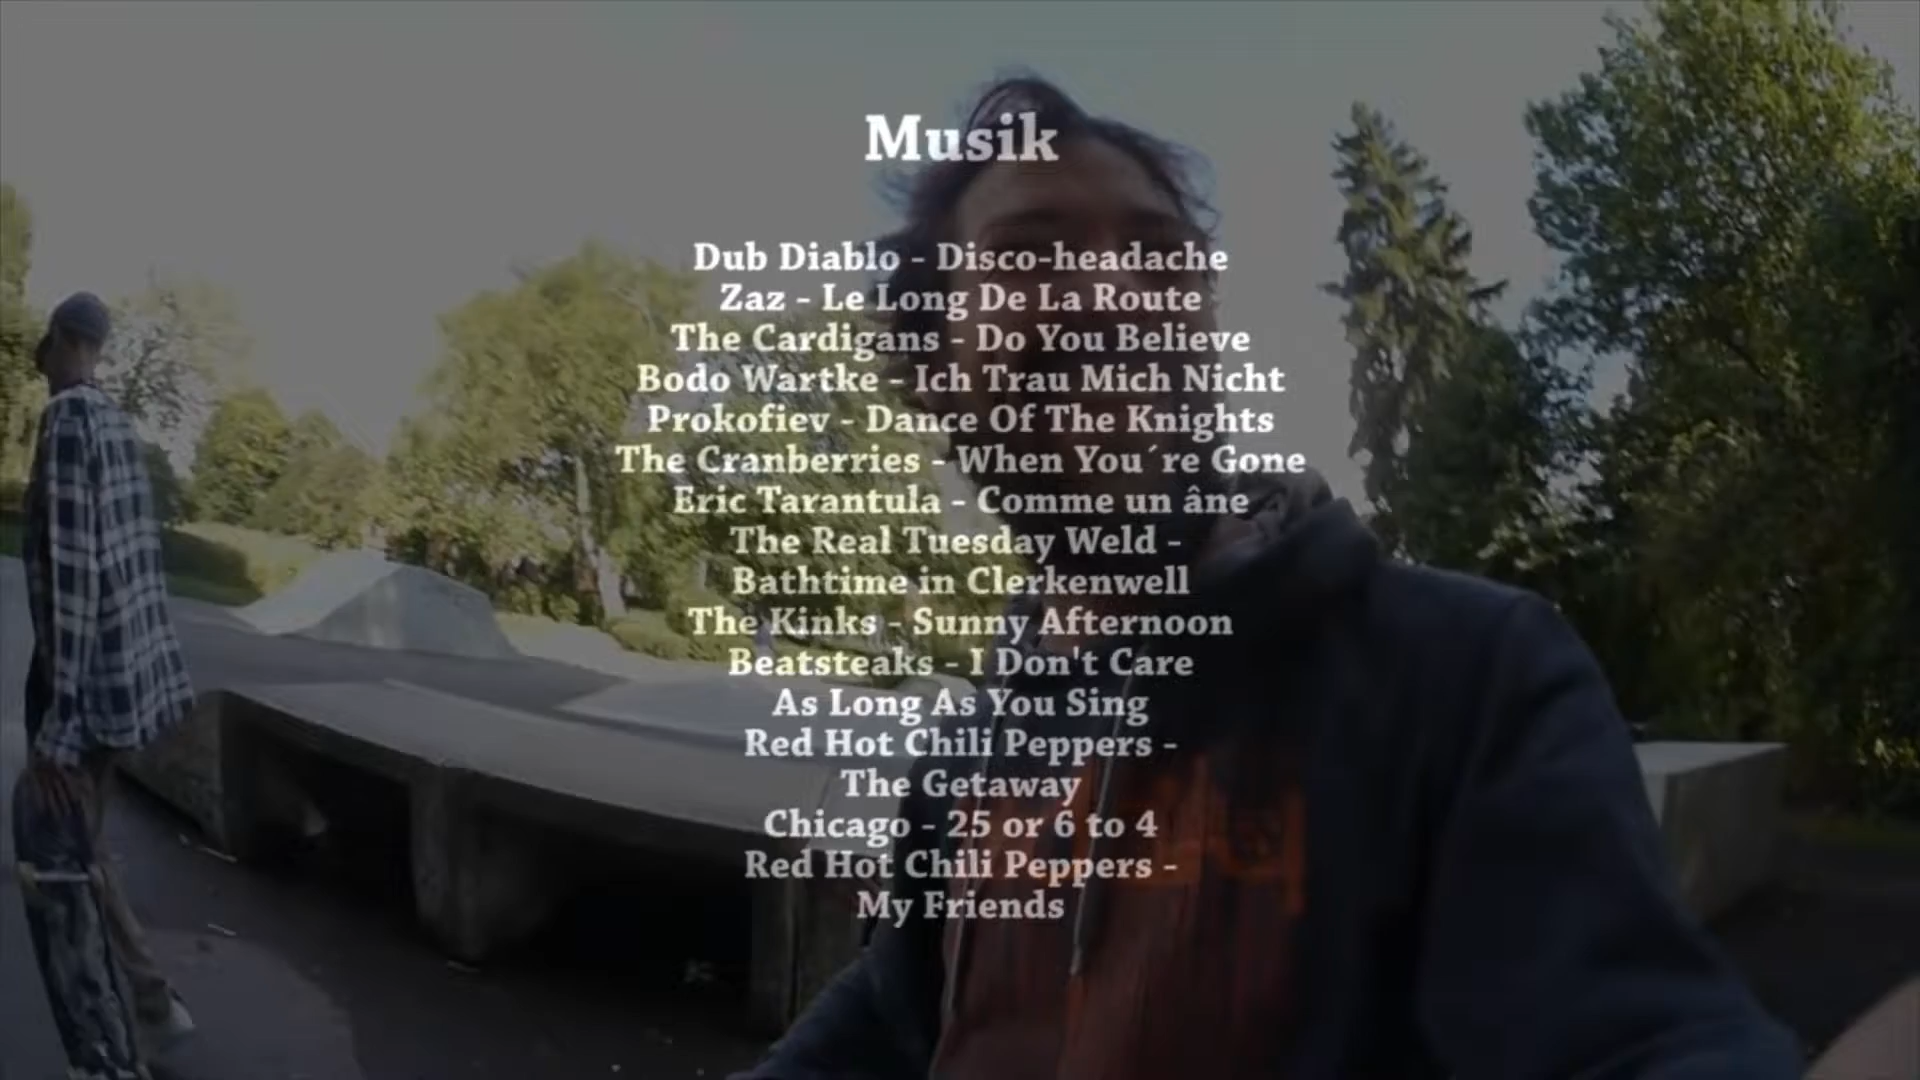 Musik
Dub Diablo - Disco-headache
Zaz - Le Long De La Route
The Cardigans - Do You Believe
Bodo Wartke - Ich Trau Mich Nicht
Prokofiev - Dance Of The Knights
The Cranberries - When You´re Gone
Eric Tarantula - Comme un âne
The Real Tuesday Weld -
Bathtime in Clerkenwell
The Kinks - Sunny Afternoon
Beatsteaks - I Don't Care
As Long As You Sing
Red Hot Chili Peppers -
The Getaway
Chicago - 25 or 6 to 4
Red Hot Chili Peppers -
My Friends